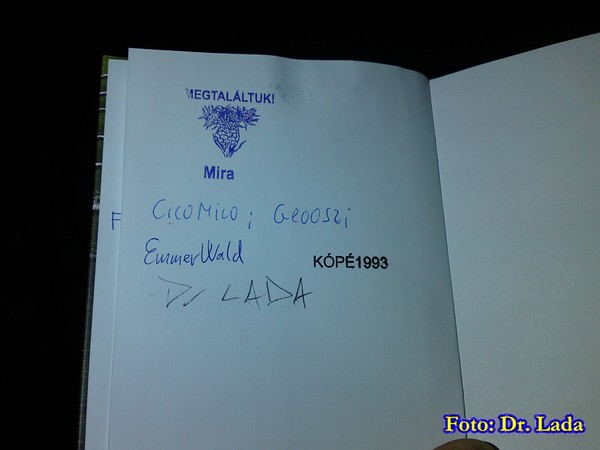 MEGTALÁLTUK!
Mira
F
CICOMICO; GEOOSZI
EmmerWald
KÓPÉ1993
Dr LADA
Foto: Dr. Lada